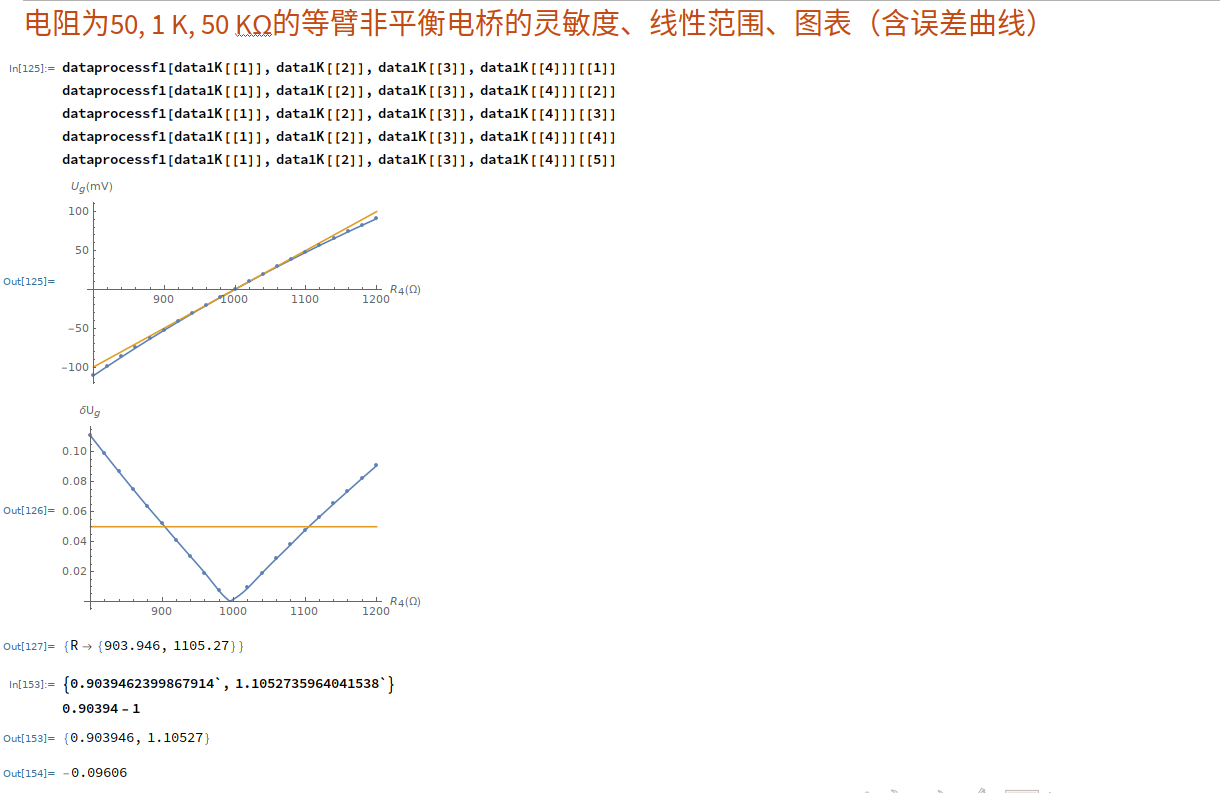 电阻为50, 1 K, 50 KΩ的等臂非平衡电桥的灵敏度、线性范围、图表（含误差曲线）
In[125]:= dataprocessf1[data1K[[1]], data1K[[2]], data1K[[3]], data1K[[4]]][[1]]
dataprocessf1[data1K[[1]], data1K[[2]], data1K[[3]], data1K[[4]]][[2]]
dataprocessf1[data1K[[1]], data1K[[2]], data1K[[3]], data1K[[4]]][[3]]
dataprocessf1[data1K[[1]], data1K[[2]], data1K[[3]], data1K[[4]]][[4]]
dataprocessf1[data1K[[1]], data1K[[2]], data1K[[3]], data1K[[4]]][[5]]
Ug(mV)
100
50
Out[125]=
R4(Ω)
900 1000 1100 1200
-50
-100
δUg
0.10
0.08
Out[126]= 0.06
0.04
0.02
R4(Ω)
900 1000 1100 1200
Out[127]= {R → {903.946, 1105.27}}
In[153]:= {0.9039462399867914`, 1.1052735964041538`}
0.90394 - 1
Out[153]= {0.903946, 1.10527}
Out[154]= -0.09606